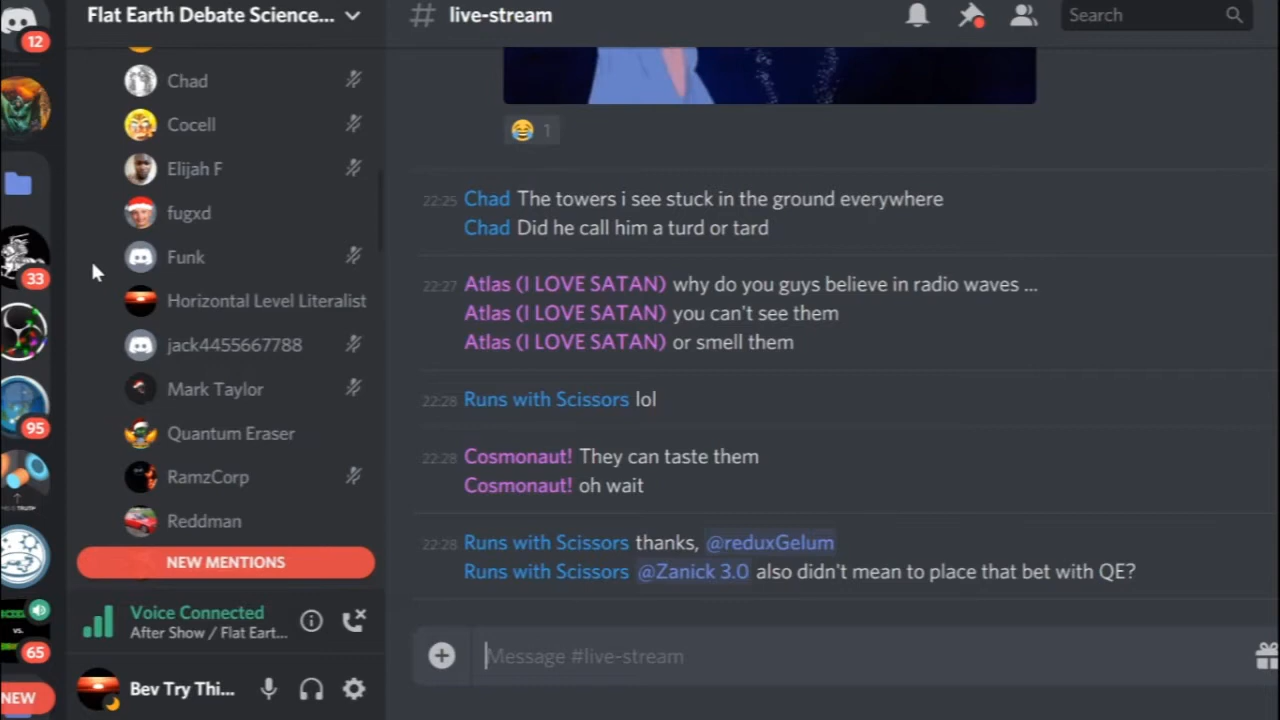 12
Flat Earth Debate Science...
# live-stream
Search
Chad
Cocell
Elijah F
fugxd
Funk
33
Horizontal Level Literalist
jack4455667788
Mark Taylor
95
Quantum Eraser
RamzCorp
Reddman
NEW MENTIONS
Voice Connected
After Show / Flat Eart...
VS.
65
NEW
Bev Try Thi...
😂 1
22:25 Chad The towers i see stuck in the ground everywhere
Chad Did he call him a turd or tard
22:27 Atlas (I LOVE SATAN) why do you guys believe in radio waves ...
Atlas (I LOVE SATAN) you can't see them
Atlas (I LOVE SATAN) or smell them
22:28 Runs with Scissors lol
22:28 Cosmonaut! They can taste them
Cosmonaut! oh wait
22:28 Runs with Scissors thanks, @reduxGelum
Runs with Scissors @Zanick 3.0 also didn't mean to place that bet with QE?
Message #live-stream